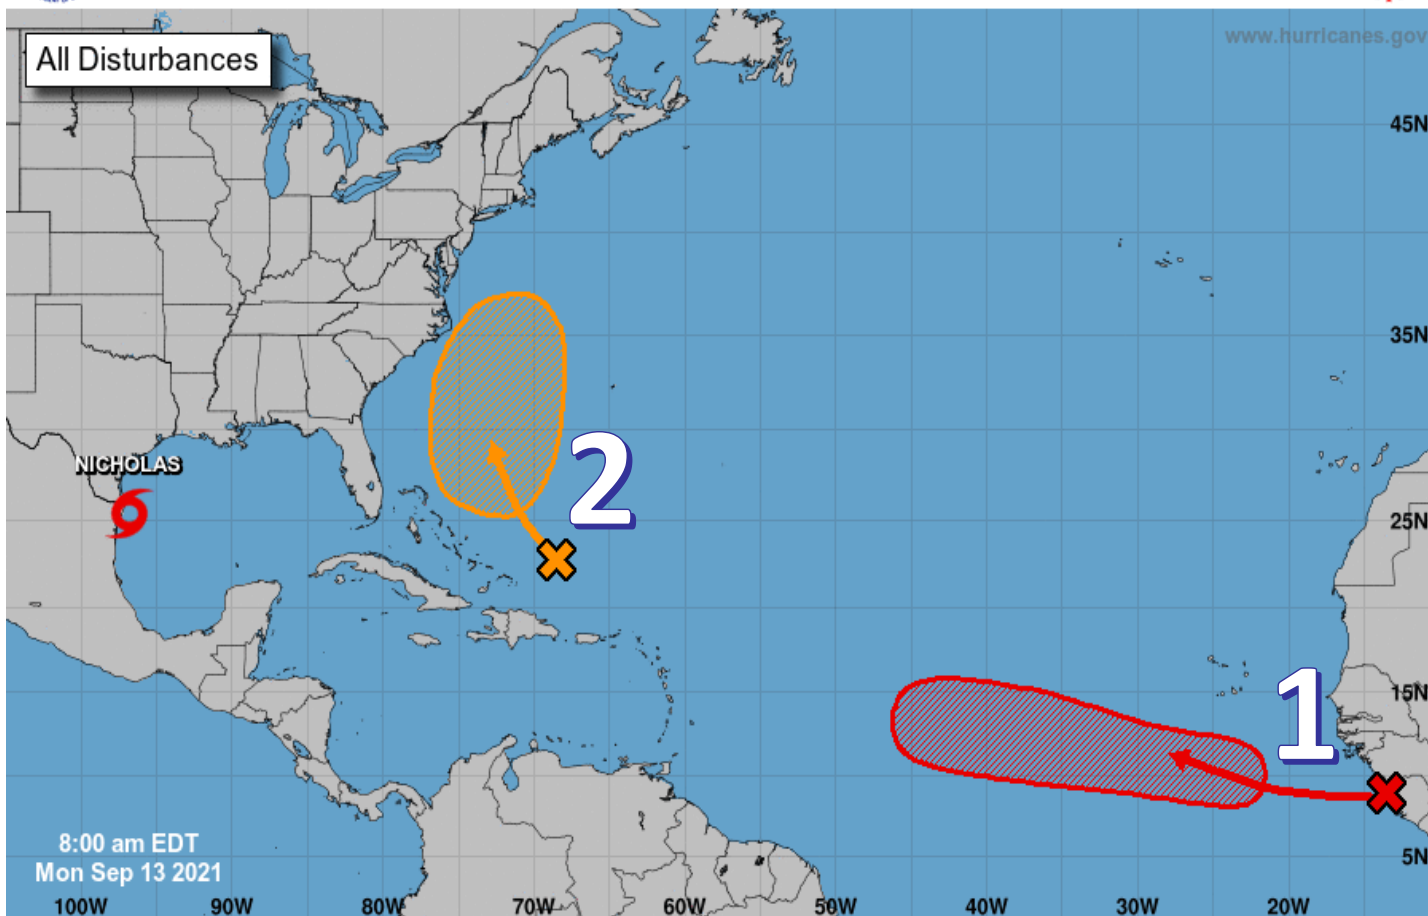 www.hurricanes.gov
All Disturbances
45N
35N
2
NICHOLAS
25N
1
15N
8:00 am EDT
Mon Sep 13 2021
5N
100W 90W 80W 70W 60W 50W 40W 30W 20W